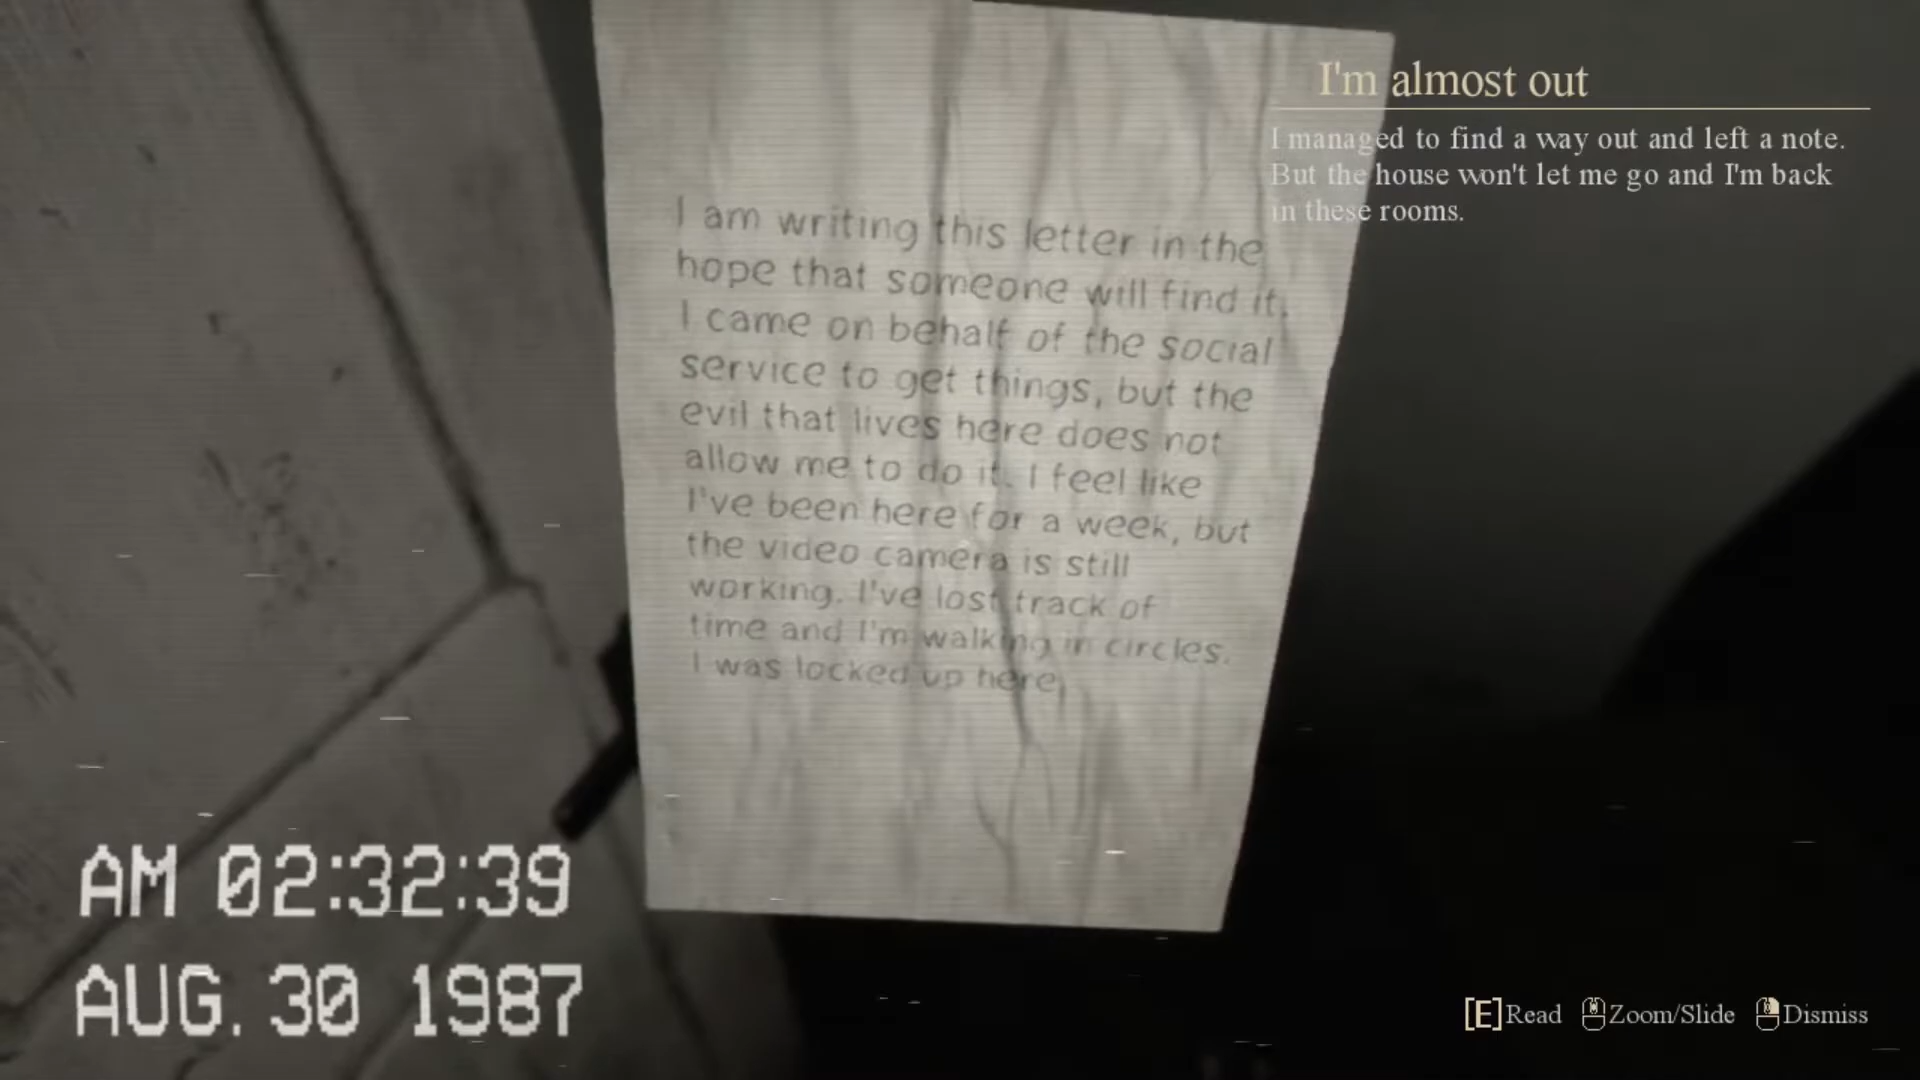 I'm almost out
I managed to find a way out and left a note.
But the house won't let me go and I'm back
in these rooms.
I am writing this letter in the
hope that someone will find it.
I came on behalf of the social
service to get things, but the
evil that lives here does not
allow me to do it. I feel like
I've been here for a week, but
the video camera is still
working. I've lost track of
time and I'm walking in circles.
I was locked up here
AM 02:32:39
AUG. 30 1987
[E]Read Zoom/Slide Dismiss